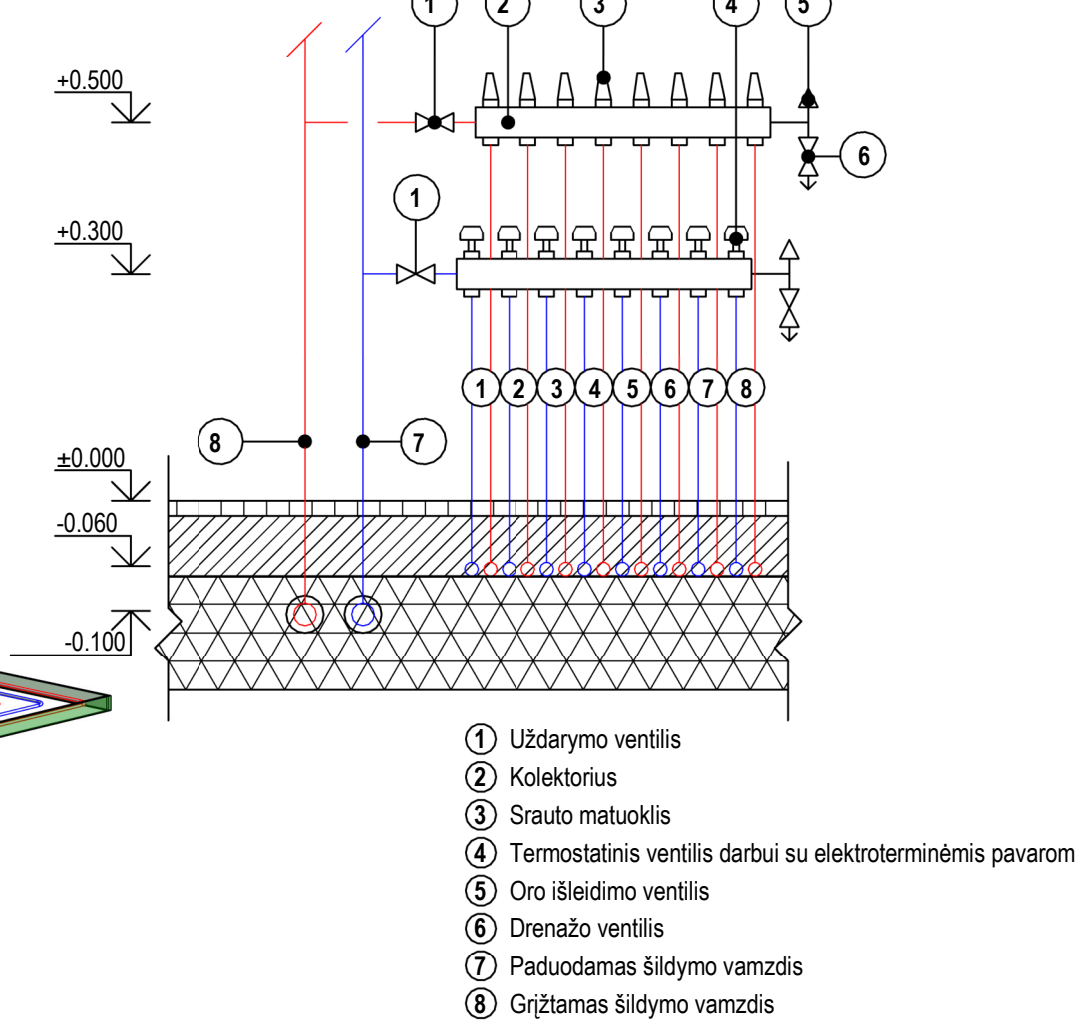 1 2 3 4 5
+0.500
6
1
+0.300
1 2 3 4 5 6 7 8
8 7
±0.000
-0.060
-0.100
1 Uždarymo ventilis
2 Kolektorius
3 Srauto matuoklis
4 Termostatinis ventilis darbui su elektroterminėmis pavarom
5 Oro išleidimo ventilis
6 Drenažo ventilis
7 Paduodamas šildymo vamzdis
8 Grįžtamas šildymo vamzdis